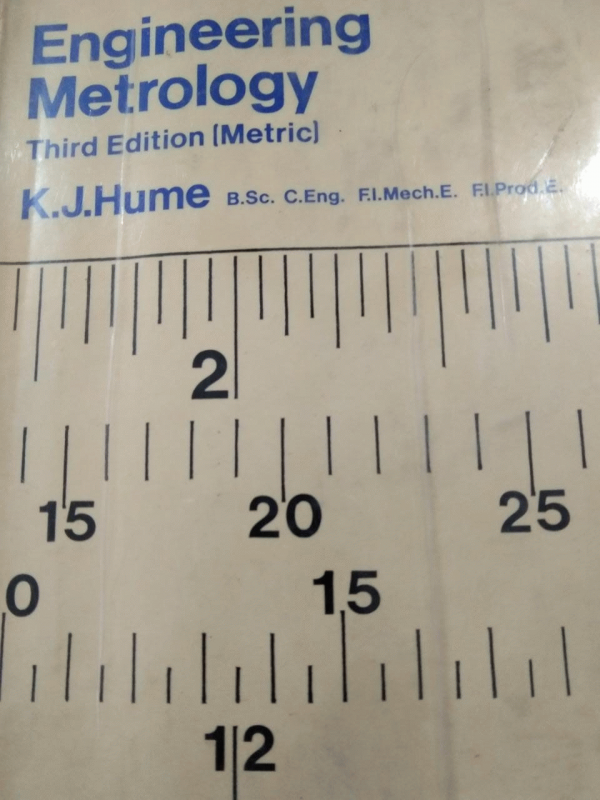 Engineering
Metrology
Third Edition (Metric)
K.J.Hume B.Sc. C.Eng. F.I.Mech.E. F.I.Prod.E.
2
15 20 25
0 15
12